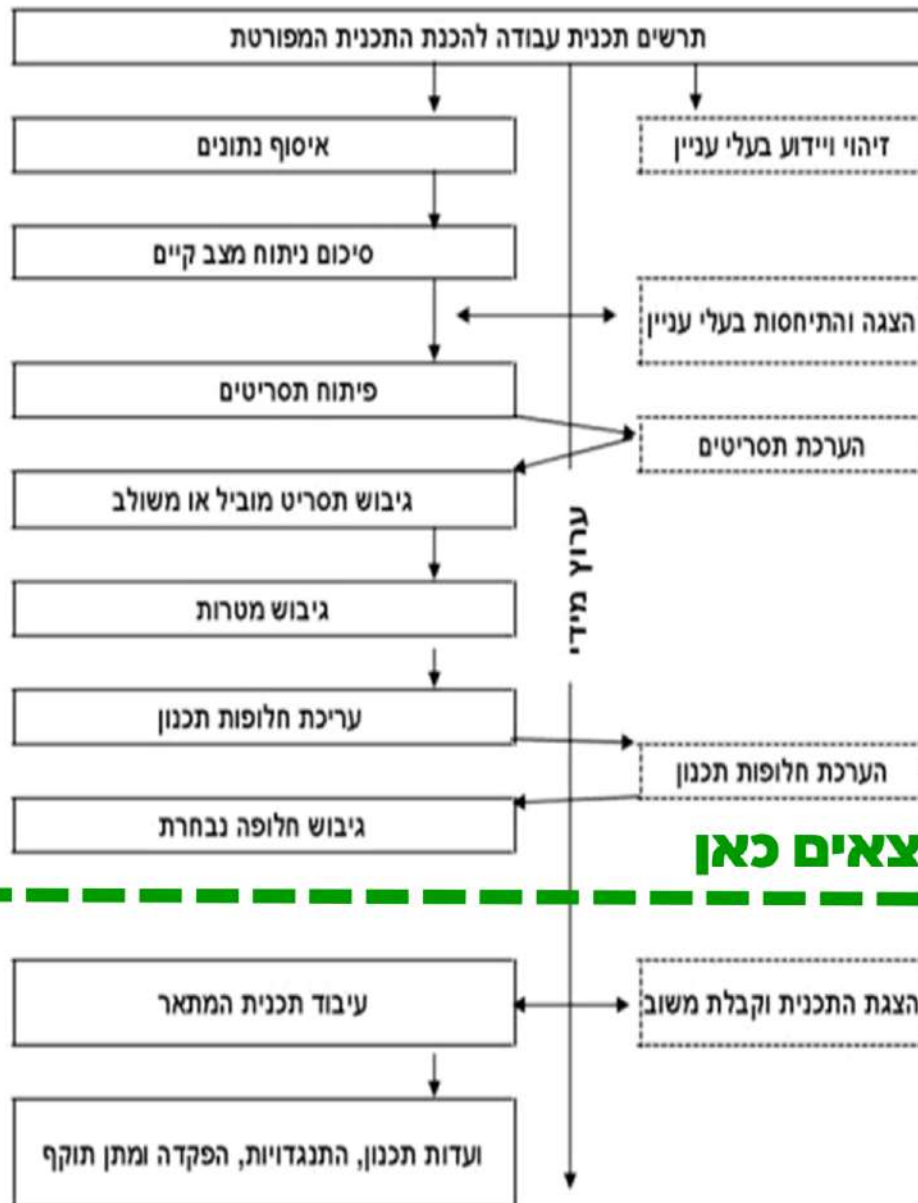 תרשים תכנית עבודה להכנת התכנית המפורטת
זיהוי ויידוע בעלי עניין
איסוף נתונים
סיכום ניתוח מצב קיים
הצגה והתיחסות בעלי עניין
פיתוח תסריטים
הערכת תסריטים
גיבוש תסריט מוביל או משולב
ערוץ מידי
גיבוש מטרות
עריכת חלופות תכנון
הערכת חלופות תכנון
גיבוש חלופה נבחרת
כאן
הצגת התכנית וקבלת משוב
עיבוד תכנית המתאר
ועדות תכנון, התנגדויות, הפקדה ומתן תוקף